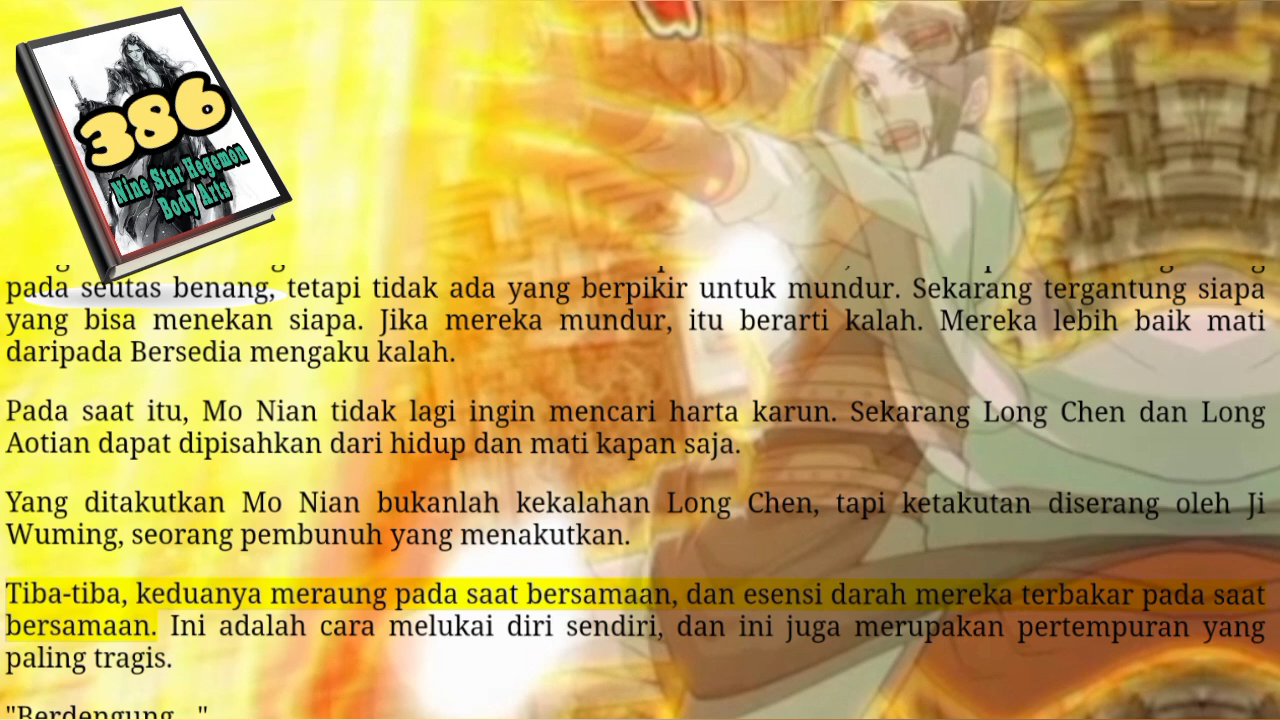 386
Nine Star Hegemon
Body Arts
pada seutas benang, tetapi tidak ada yang berpikir untuk mundur. Sekarang tergantung siapa
yang bisa menekan siapa. Jika mereka mundur, itu berarti kalah. Mereka lebih baik mati
daripada Bersedia mengaku kalah.
Pada saat itu, Mo Nian tidak lagi ingin mencari harta karun. Sekarang Long Chen dan Long
Aotian dapat dipisahkan dari hidup dan mati kapan saja.
Yang ditakutkan Mo Nian bukanlah kekalahan Long Chen, tapi ketakutan diserang oleh Ji
Wuming, seorang pembunuh yang menakutkan.
Tiba-tiba, keduanya meraung pada saat bersamaan, dan esensi darah mereka terbakar pada saat
bersamaan. Ini adalah cara melukai diri sendiri, dan ini juga merupakan pertempuran yang
paling tragis.
"Berdengung..."